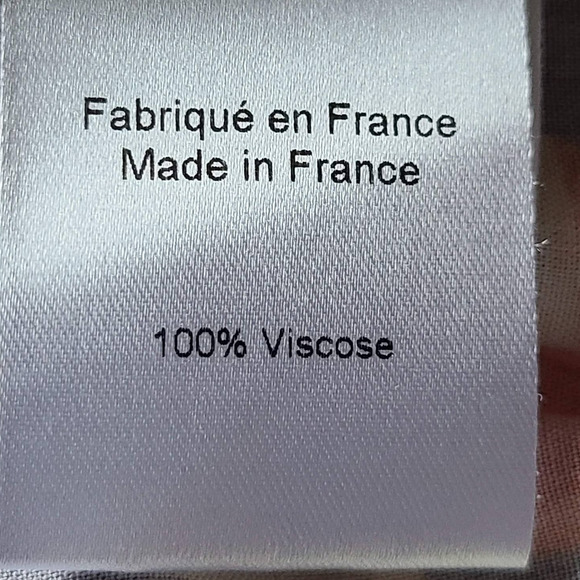 Fabriqué en France
Made in France
100% Viscose